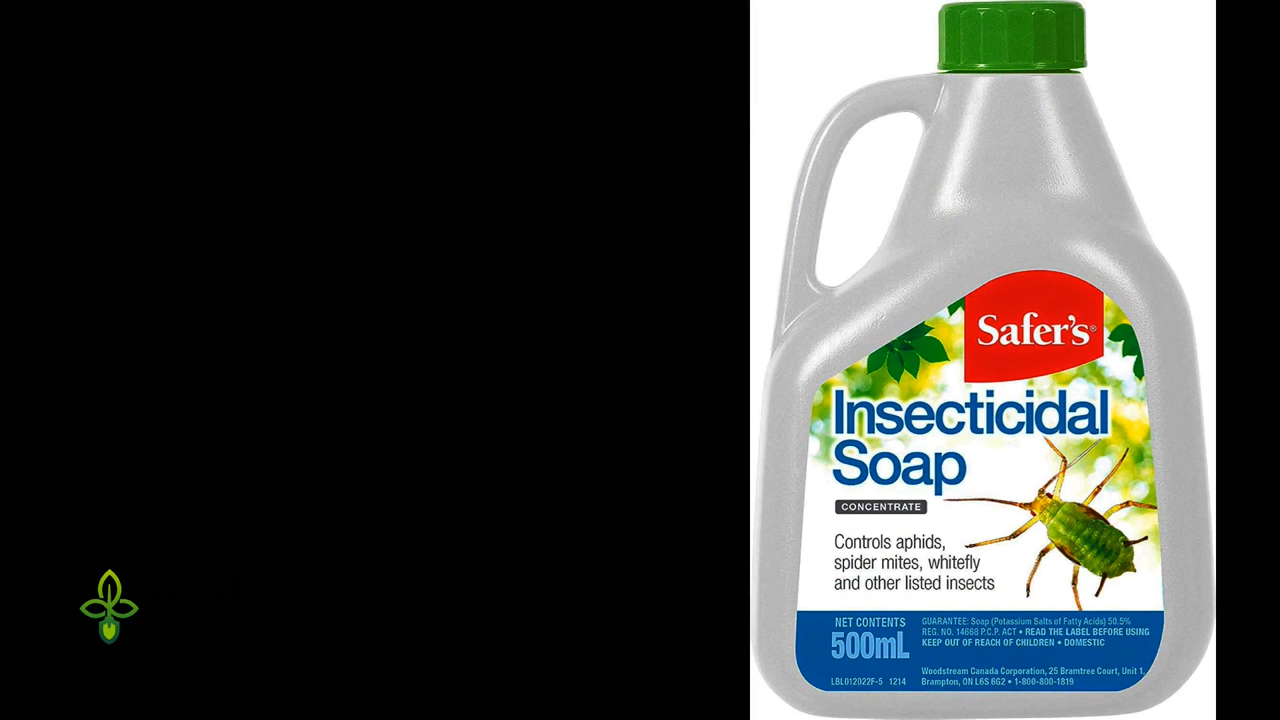 Safer's®
Insecticidal
Soap
CONCENTRATE
Controls aphids,
spider mites, whitefly
and other listed insects
NET CONTENTS
500mL
LBL012022F-5 1214
GUARANTEE: Soap (Potassium Salts of Fatty Acids) 50.5%
REG. NO. 14668 P.C.P. ACT • READ THE LABEL BEFORE USING
KEEP OUT OF REACH OF CHILDREN • DOMESTIC
Woodstream Canada Corporation, 25 Bramtree Court, Unit 1,
Brampton, ON L6S 6G2 • 1-800-800-1819